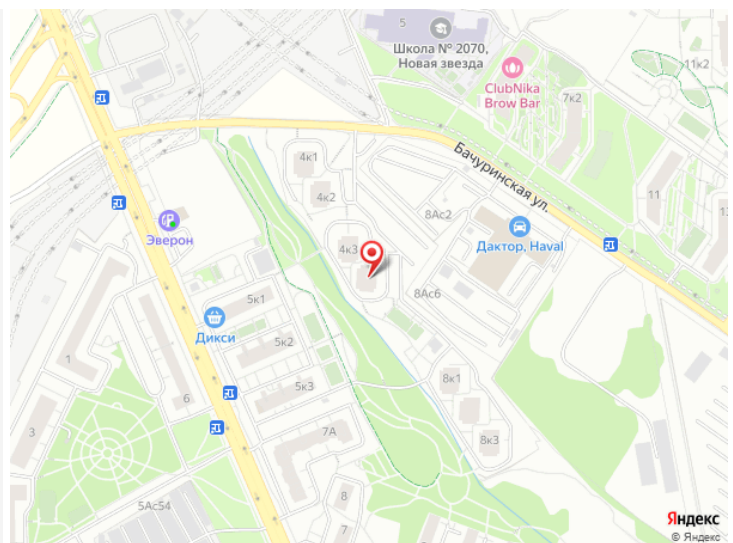 5
Школа № 2070,
Новая звезда
11к2
ClubNika
Brow Bar
7к2
4к1
Бачуринская ул.
4к2
11
8Ас2
13
Эверон
4к3
Дактор, Haval
5к1
8Ас6
Дикси
5к2
1
5к3
8к1
6
3
7А
8к3
8
5Ас54
7
Яндекс
© Яндекс